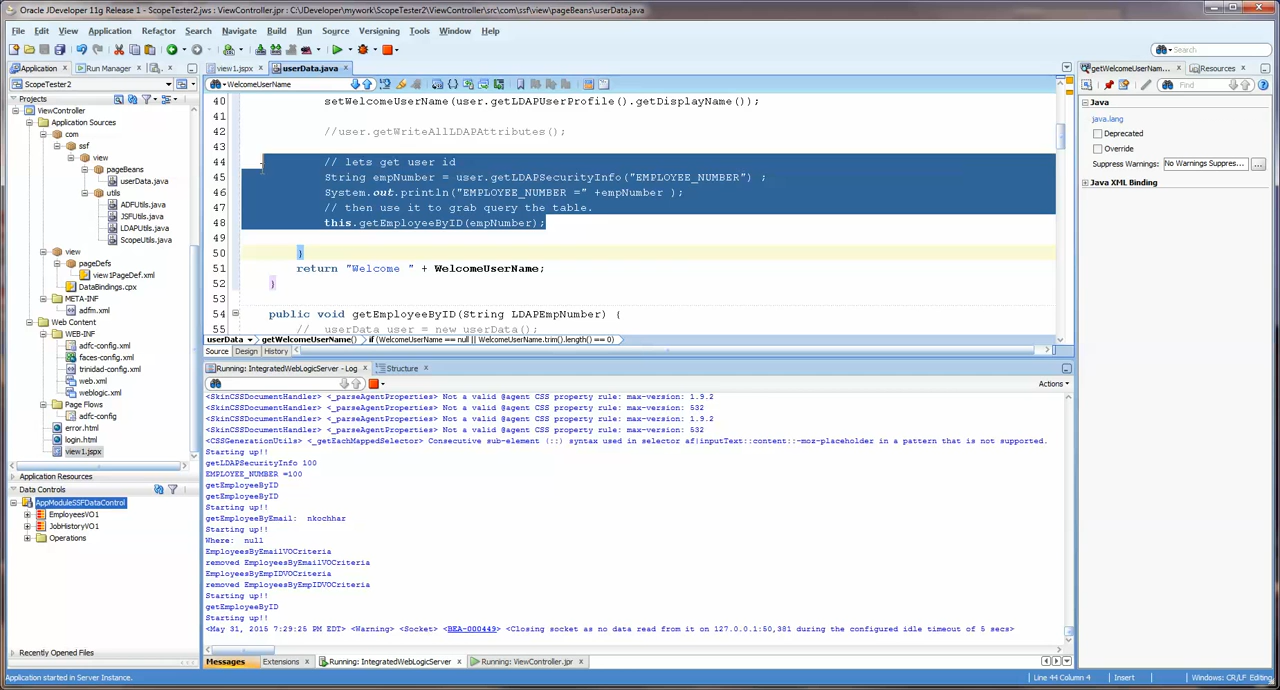 Oracle JDeveloper 11g Release 1 - ScopeTester2.jws : ViewController.jpr : C:\JDeveloper\mywork\ScopeTester2\ViewController\src\com\ssf\view\pageBeans\userData.java
File Edit View Application Refactor Search Navigate Build Run Source Versioning Tools Window Help
Search
Application Run Manager
view1.jspx userData.java
getWelcomeUserNam... Resources
ScopeTester2
WelcomeUserName
Find
Projects
ViewController
Application Sources
com
ssf
view
pageBeans
userData.java
utils
ADFUtils.java
JSFUtils.java
LDAPUtils.java
ScopeUtils.java
view
pageDefs
view1PageDef.xml
DataBindings.cpx
META-INF
adfm.xml
Web Content
WEB-INF
adfc-config.xml
faces-config.xml
trinidad-config.xml
web.xml
weblogic.xml
Page Flows
adfc-config
error.html
login.html
view1.jspx
Application Resources
Data Controls
AppModuleSSFDataControl
EmployeesVO1
JobHistoryVO1
Operations
Recently Opened Files
40 setWelcomeUserName(user.getLDAPUserProfile().getDisplayName());
41
42 //user.getWriteAllLDAPAttributes();
43
44 // lets get user id
45 String empNumber = user.getLDAPSecurityInfo("EMPLOYEE_NUMBER") ;
46 System.out.println("EMPLOYEE_NUMBER =" +empNumber );
47 // then use it to grab query the table.
48 this.getEmployeeByID(empNumber);
49
50 }
51 return "Welcome " + WelcomeUserName;
52 }
53
54 public void getEmployeeByID(String LDAPEmpNumber) {
55 // userData user = new userData();
userData getWelcomeUserName() if (WelcomeUserName == null || WelcomeUserName.trim().length() == 0)
Source Design History
Running: IntegratedWebLogicServer - Log Structure
Actions
<SkinCSSDocumentHandler> <_parseAgentProperties> Not a valid @agent CSS property rule: max-version: 1.9.2
<SkinCSSDocumentHandler> <_parseAgentProperties> Not a valid @agent CSS property rule: max-version: 532
<SkinCSSDocumentHandler> <_parseAgentProperties> Not a valid @agent CSS property rule: max-version: 1.9.2
<SkinCSSDocumentHandler> <_parseAgentProperties> Not a valid @agent CSS property rule: max-version: 532
<CSSGenerationUtils> <_getEachMappedSelector> Consecutive sub-element (::) syntax used in selector af|inputText::content::-moz-placeholder in a pattern that is not supported.
Starting up!!
getLDAPSecurityInfo 100
EMPLOYEE_NUMBER =100
getEmployeeByID
getEmployeeByID
Starting up!!
getEmployeeByEmail: nkochhar
Starting up!!
Where: null
EmployeesByEmailVOCriteria
removed EmployeesByEmailVOCriteria
EmployeesByEmpIDVOCriteria
removed EmployeesByEmpIDVOCriteria
Starting up!!
getEmployeeByID
Starting up!!
<May 31, 2015 7:29:25 PM EDT> <Warning> <Socket> <BEA-000449> <Closing socket as no data read from it on 127.0.0.1:50,381 during the configured idle timeout of 5 secs>
Messages Extensions Running: IntegratedWebLogicServer Running: ViewController.jpr
Java
java.lang
Deprecated
Override
Suppress Warnings: No Warnings Suppres... ...
Java XML Binding
Application started in Server Instance.
Line 44 Column 4 Insert Windows: CR/LF Editing